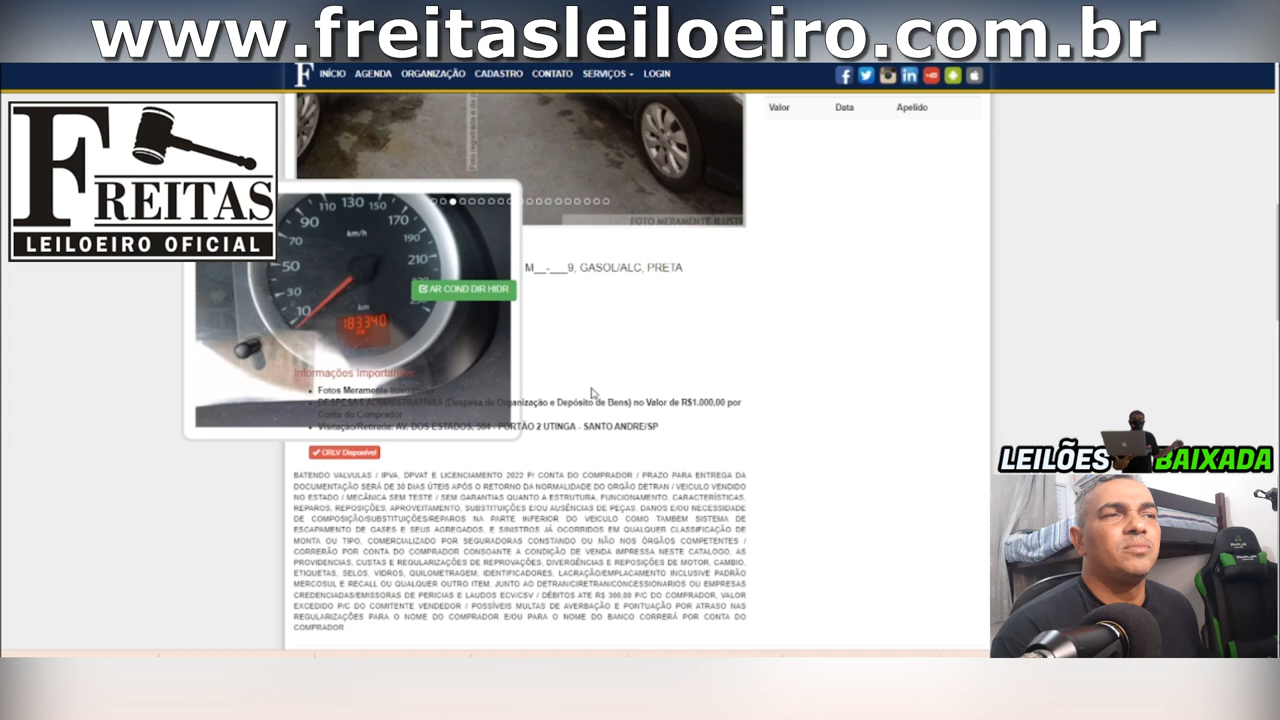 www.freitasleiloeiro.com.br
F INÍCIO AGENDA ORGANIZAÇÃO CADASTRO CONTATO SERVIÇOS LOGIN
Valor Data Apelido
FREITAS
LEILOEIRO OFICIAL
FOTO MERAMENTE ILUSTR
10 30 50 70 90 110 130 150 170 190 210
km/h
km
183340
M__-___9, GASOL/ALC, PRETA
AR COND DIR HIDR
Informações Importantes
Fotos Meramente Ilustrativas
DESPESAS ADMINISTRATIVAS (Despesa de Organização e Depósito de Bens) no Valor de R$1.000,00 por
Conta do Comprador
Visitação/Retirada: AV. DOS ESTADOS, 584 - PORTÃO 2 UTINGA - SANTO ANDRE/SP
CRLV Disponível
BATENDO VALVULAS / IPVA, DPVAT E LICENCIAMENTO 2022 P/ CONTA DO COMPRADOR / PRAZO PARA ENTREGA DA
DOCUMENTAÇÃO SERÁ DE 30 DIAS ÚTEIS APÓS O RETORNO DA NORMALIDADE DO ORGÃO DETRAN / VEICULO VENDIDO
NO ESTADO / MECÂNICA SEM TESTE / SEM GARANTIAS QUANTO A ESTRUTURA, FUNCIONAMENTO, CARACTERÍSTICAS,
REPAROS, REPOSIÇÕES, APROVEITAMENTO, SUBSTITUIÇÕES E/OU AUSÊNCIAS DE PEÇAS, DANOS E/OU NECESSIDADE
DE COMPOSIÇÃO/SUBSTITUIÇÕES/REPAROS NA PARTE INFERIOR DO VEICULO COMO TAMBEM SISTEMA DE
ESCAPAMENTO DE GASES E SEUS AGREGADOS, E SINISTROS JÁ OCORRIDOS EM QUALQUER CLASSIFICAÇÃO DE
MONTA OU TIPO, COMERCIALIZADO POR SEGURADORAS CONSTANDO OU NÃO NOS ÓRGÃOS COMPETENTES /
CORRERÃO POR CONTA DO COMPRADOR CONSOANTE A CONDIÇÃO DE VENDA IMPRESSA NESTE CATALOGO. AS
PROVIDENCIAS, CUSTAS E REGULARIZAÇÕES DE REPROVAÇÕES, DIVERGÊNCIAS E REPOSIÇÕES DE MOTOR, CAMBIO,
ETIQUETAS, SELOS, VIDROS, QUILOMETRAGEM, IDENTIFICADORES, LACRAÇÃO/EMPLACAMENTO INCLUSIVE PADRÃO
MERCOSUL E RECALL OU QUALQUER OUTRO ITEM. JUNTO AO DETRAN/CIRETRAN/CONCESSIONARIOS OU EMPRESAS
CREDENCIADAS/EMISSORAS DE PERICIAS E LAUDOS ECV/CSV / DÉBITOS ATE R$ 300,00 P/C DO COMPRADOR, VALOR
EXCEDIDO P/C DO COMITENTE VENDEDOR / POSSÍVEIS MULTAS DE AVERBAÇÃO E PONTUAÇÃO POR ATRASO NAS
REGULARIZAÇÕES PARA O NOME DO COMPRADOR E/OU PARA O NOME DO BANCO CORRERÁ POR CONTA DO
COMPRADOR
LEILÕES BAIXADA